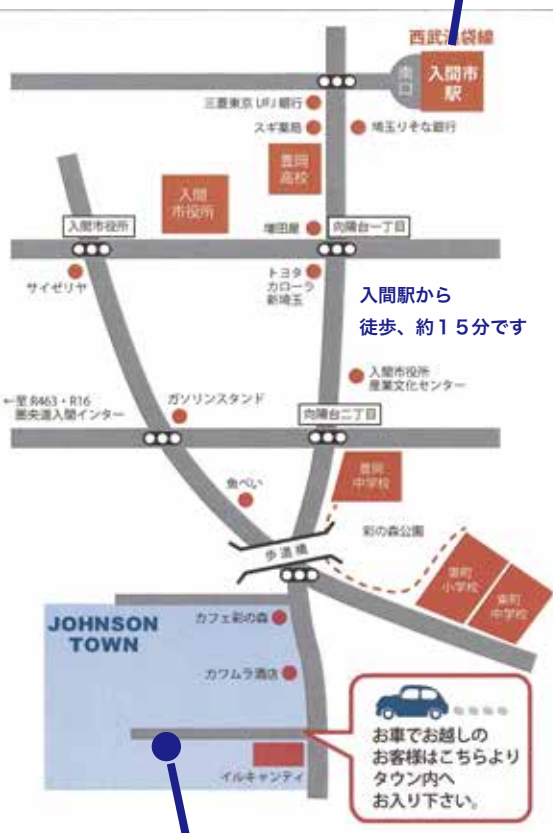 西武池袋線
南口
入間市
駅
三菱東京 UFJ 銀行
スギ薬局
埼玉りそな銀行
豊岡
高校
入間
市役所
入間市役所
増田屋
向陽台一丁目
サイゼリヤ
トヨタ
カローラ
新埼玉
入間駅から
徒歩、約１５分です
入間市役所
産業文化センター
←至 R463・R16
圏央道入間インター
ガソリンスタンド
向陽台二丁目
豊岡
中学校
魚べい
彩の森公園
歩道橋
東町
小学校
東町
中学校
JOHNSON
TOWN
カフェ彩の森
カワムラ酒店
イルキャンティ
お車でお越しの
お客様はこちらより
タウン内へ
お入り下さい。